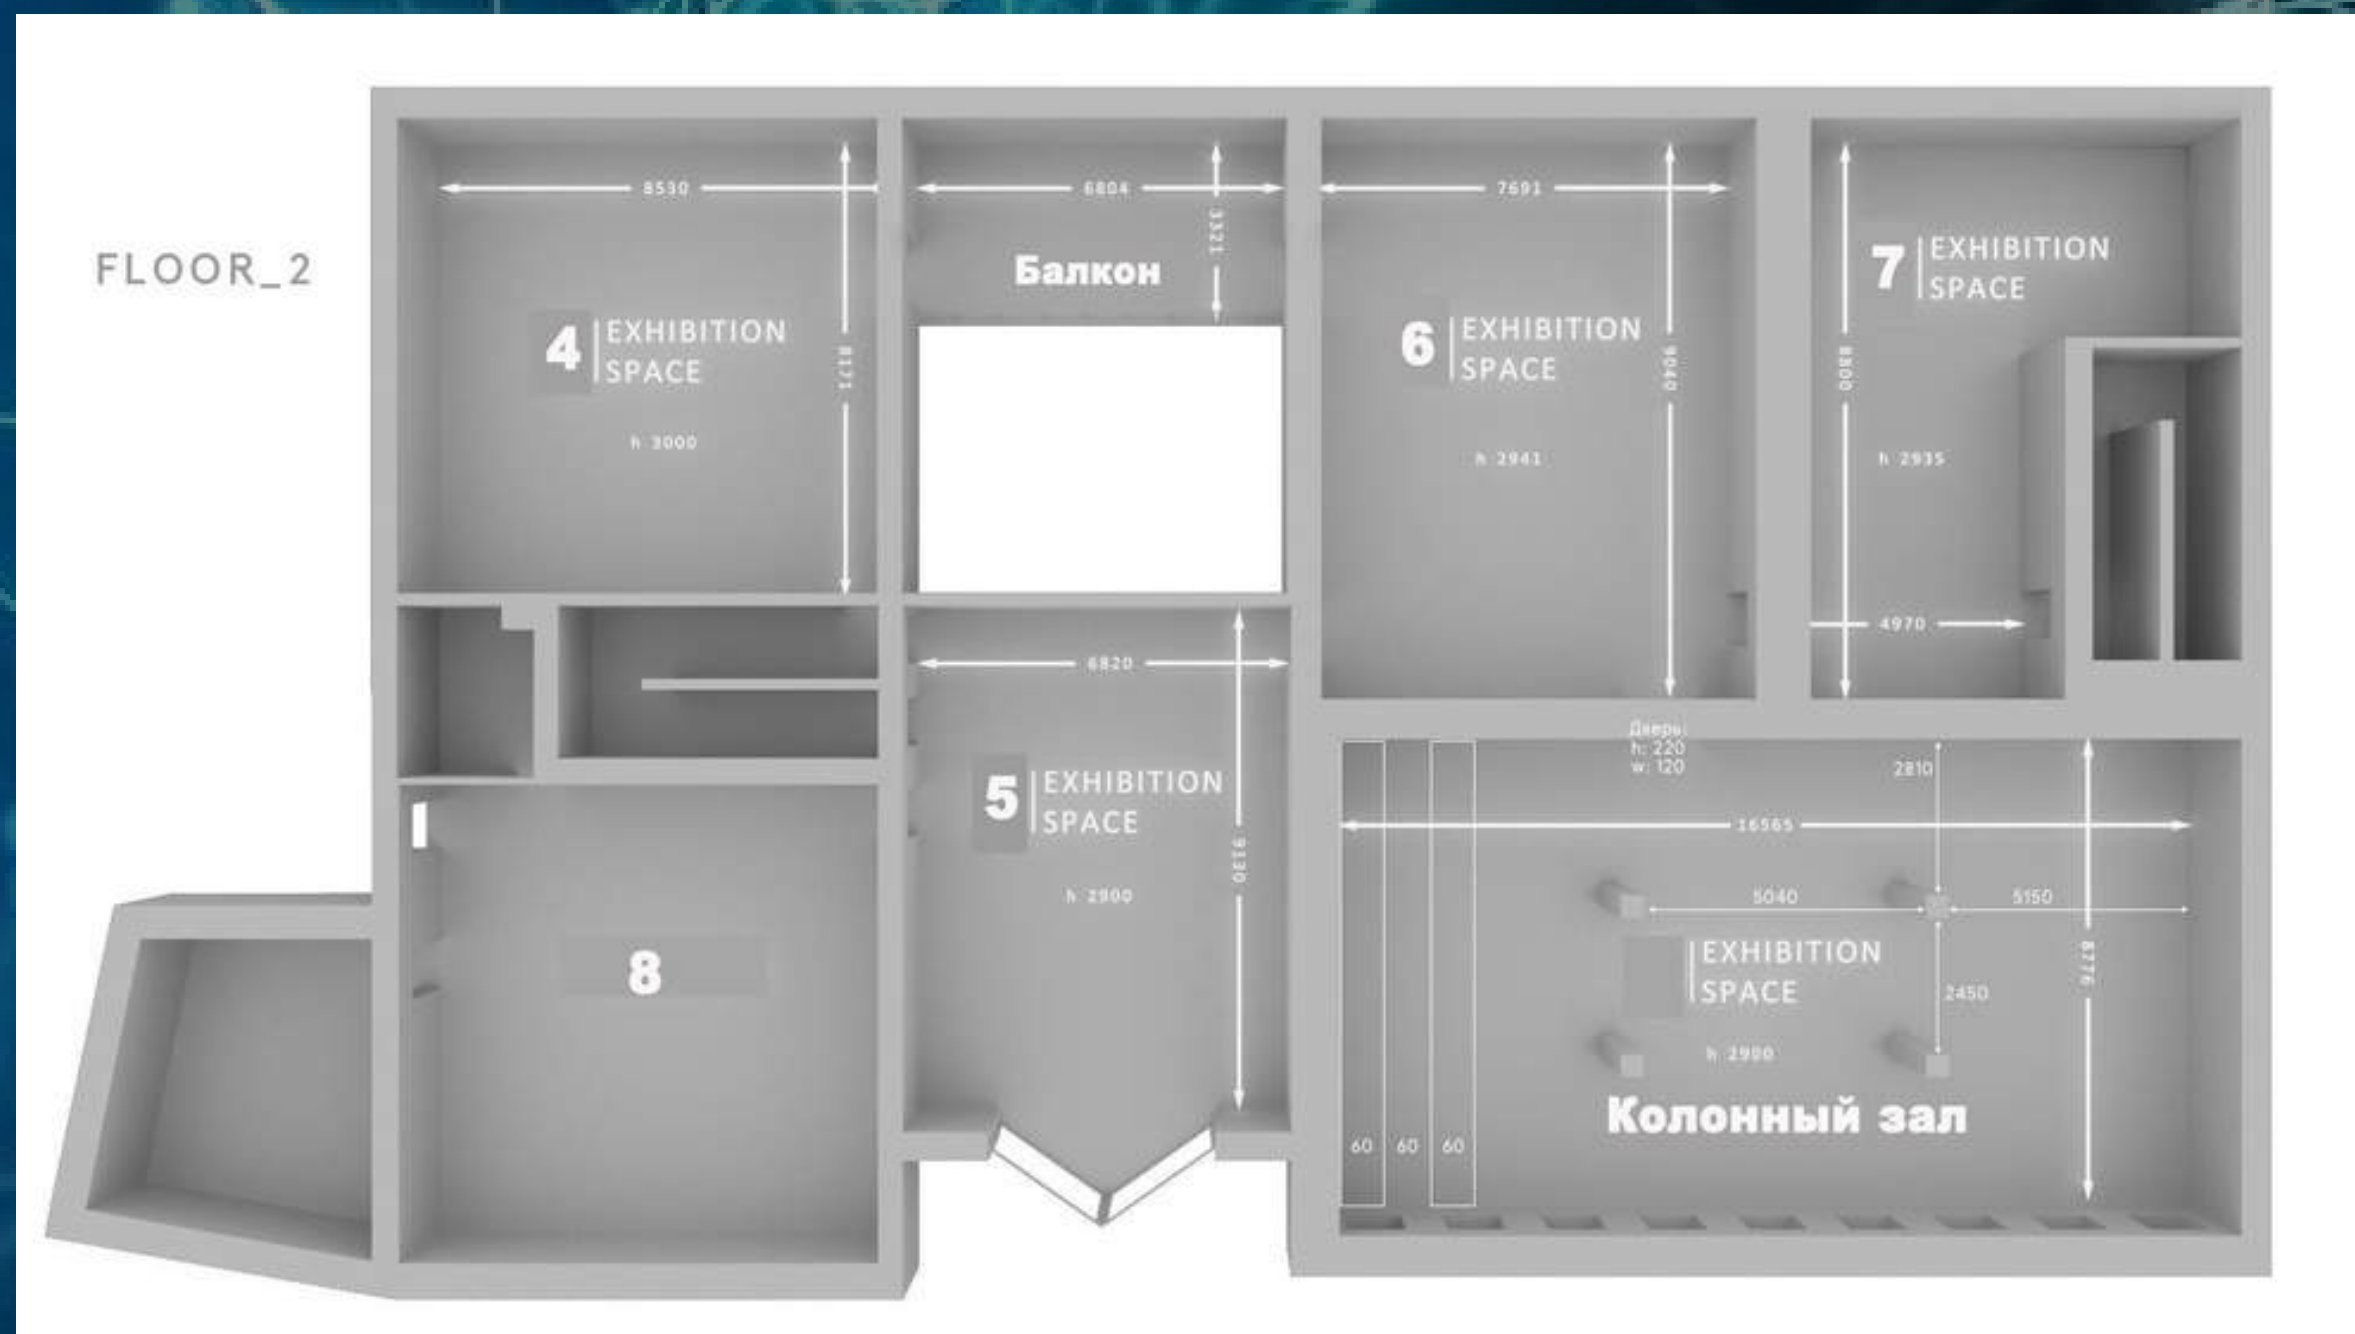 FLOOR_2
8530
8171
4
EXHIBITION
SPACE
h 3000
6804
3321
Балкон
7691
9040
6
EXHIBITION
SPACE
h 2941
7
EXHIBITION
SPACE
8800
h 2935
4970
6820
9130
5
EXHIBITION
SPACE
h 2900
8
Дверь:
h: 220
w: 120
2810
16565
5040
5150
8776
EXHIBITION
SPACE
2450
h 2900
Колонный зал
60
60
60